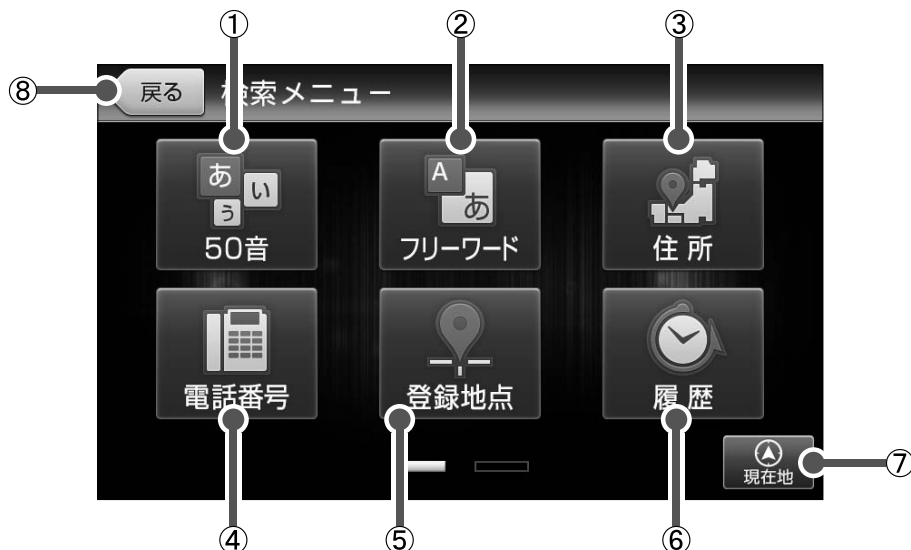 ① ② ③
⑧ 戻る 検索メニュー
あ い う
A あ
50音 フリーワード 住所
電話番号 登録地点 履歴
現在地 ⑦
④ ⑤ ⑥